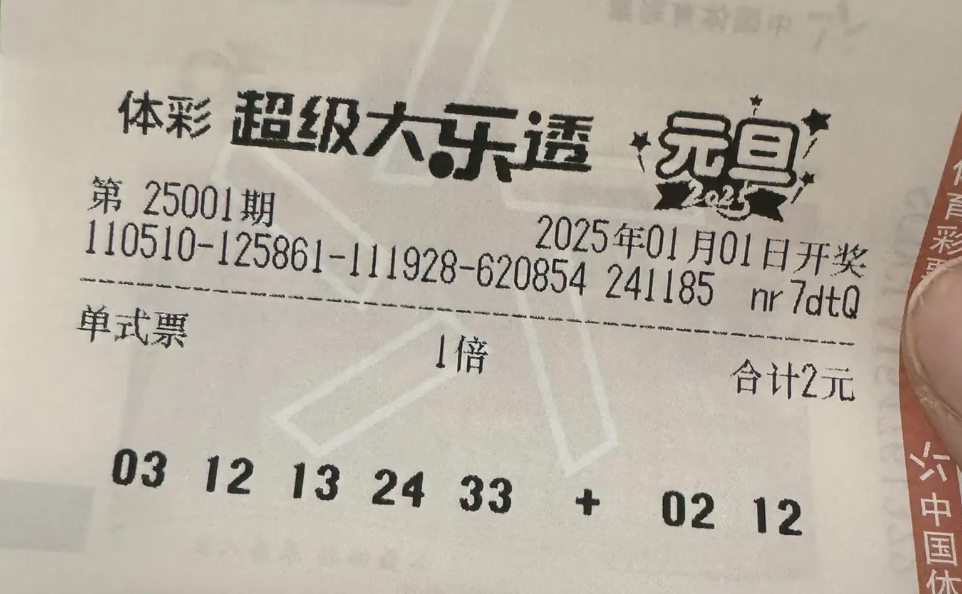 体彩 超级大乐透 元旦
2025
第 25001期 2025年01月01日开奖
110510-125861-111928-620854 241185 nr7dtQ
单式票 1倍 合计2元
03 12 13 24 33 + 02 12
体育彩票
中国体